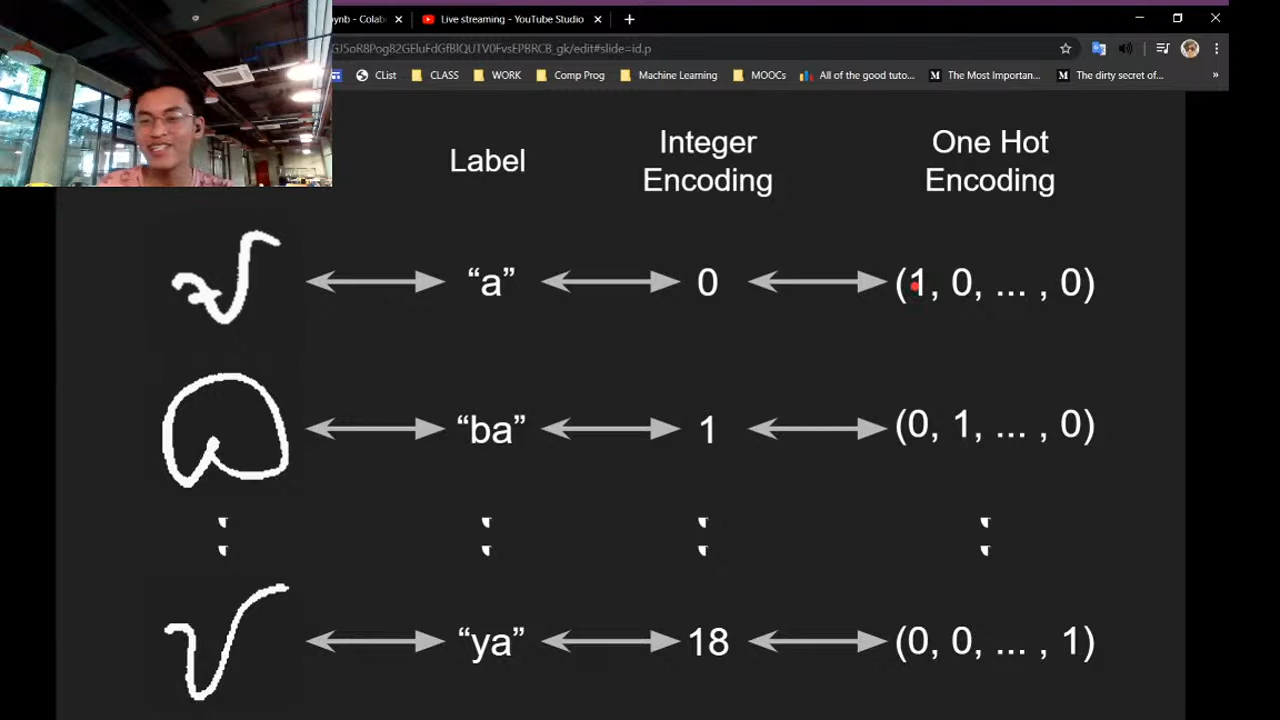 ynb - Colab
Live streaming - YouTube Studio
CList
CLASS
WORK
Comp Prog
Machine Learning
MOOCs
All of the good tuto...
The Most Importan...
The dirty secret of...
Label
Integer Encoding
One Hot Encoding
ᜀ
“a”
0
(1, 0, ... , 0)
ᜊ
“ba”
1
(0, 1, ... , 0)
:
:
:
:
ᜌ
“ya”
18
(0, 0, ... , 1)